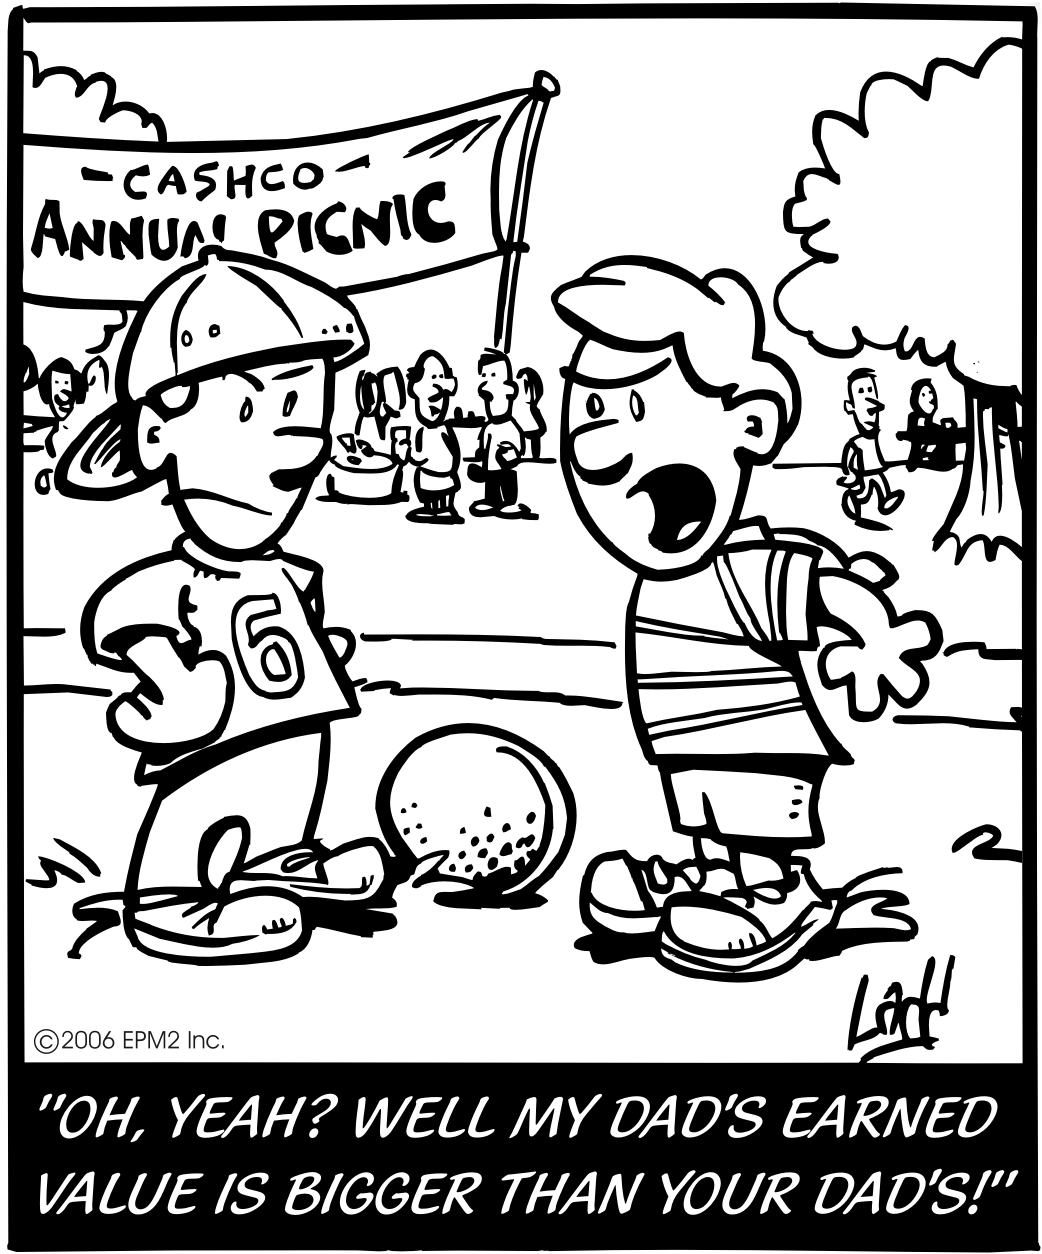 - CASHCO -
ANNUAL PICNIC
6
Ladd
©2006 EPM2 Inc.
"OH, YEAH? WELL MY DAD'S EARNED
VALUE IS BIGGER THAN YOUR DAD'S!"